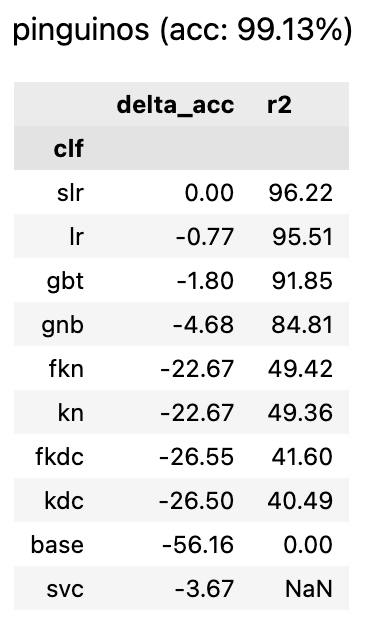 pinguinos (acc: 99.13%)
delta_acc r2
clf
slr 0.00 96.22
lr -0.77 95.51
gbt -1.80 91.85
gnb -4.68 84.81
fkn -22.67 49.42
kn -22.67 49.36
fkdc -26.55 41.60
kdc -26.50 40.49
base -56.16 0.00
svc -3.67 NaN